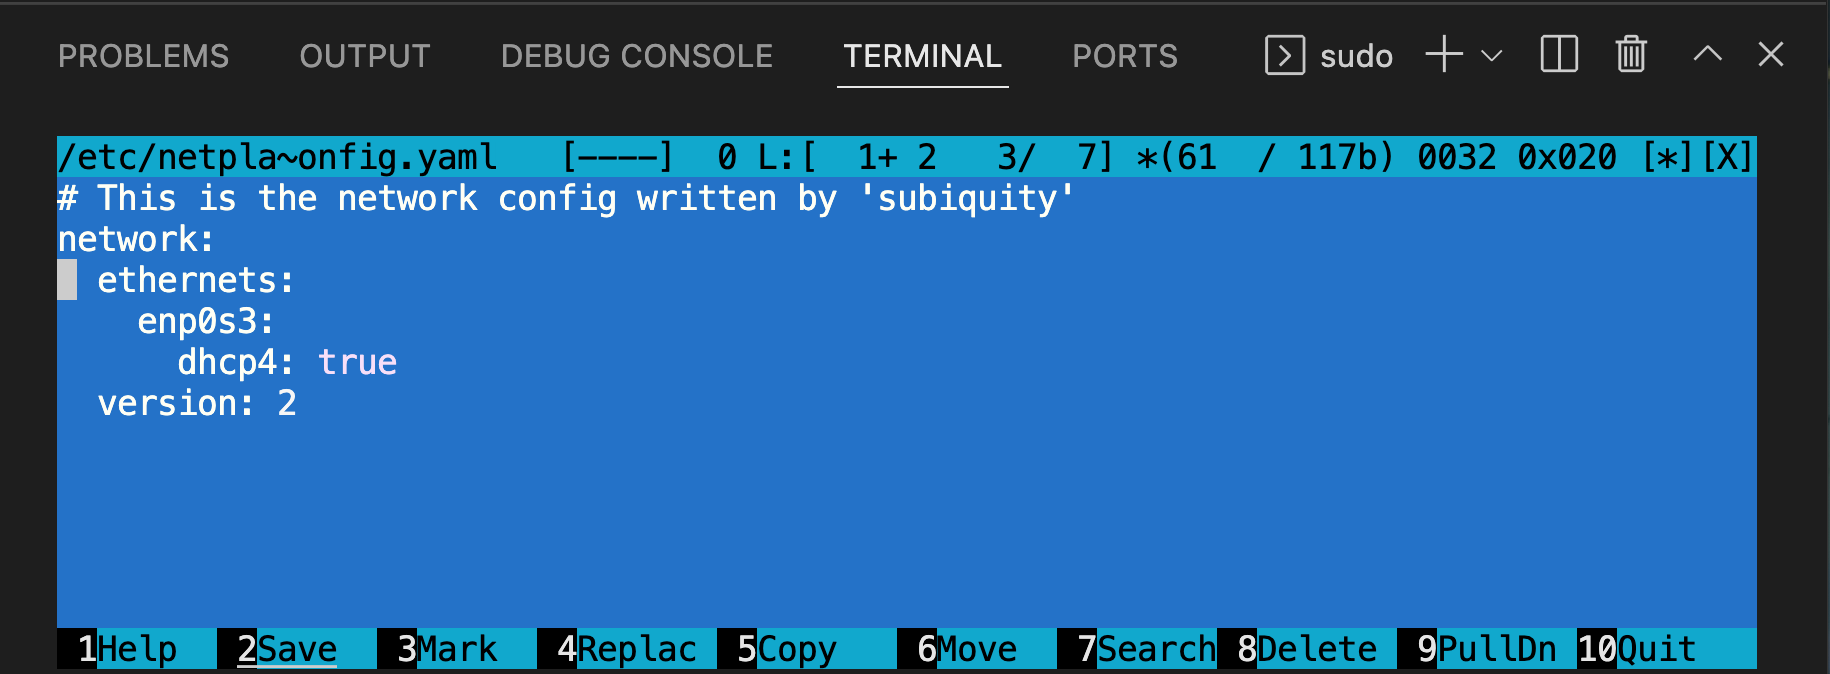 PROBLEMS OUTPUT DEBUG CONSOLE TERMINAL PORTS sudo
/etc/netpla~onfig.yaml [----] 0 L:[ 1+ 2 3/ 7] *(61 / 117b) 0032 0x020 [*][X]
# This is the network config written by 'subiquity'
network:
  ethernets:
    enp0s3:
      dhcp4: true
  version: 2
1Help 2Save 3Mark 4Replac 5Copy 6Move 7Search 8Delete 9PullDn 10Quit